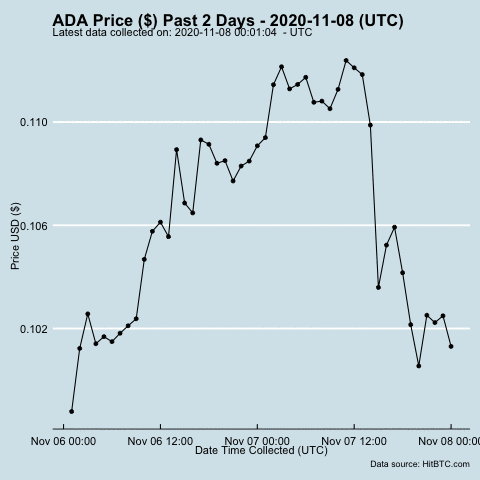 ADA Price ($) Past 2 Days - 2020-11-08 (UTC)
Latest data collected on: 2020-11-08 00:01:04 - UTC
0.110
0.106
0.102
Price USD ($)
Nov 06 00:00 Nov 06 12:00 Nov 07 00:00 Nov 07 12:00 Nov 08 00:00
Date Time Collected (UTC)
Data source: HitBTC.com